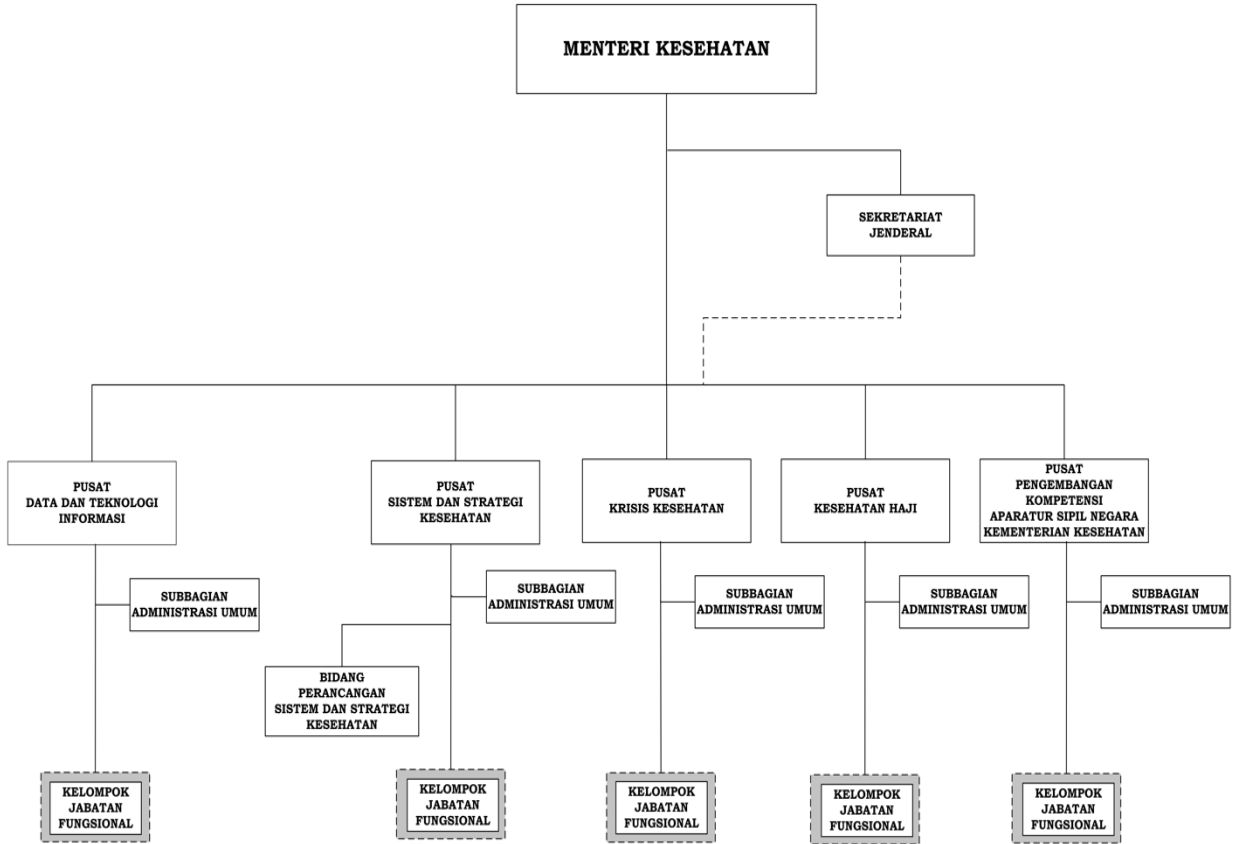 MENTERI KESEHATAN
SEKRETARIAT
JENDERAL
PUSAT
DATA DAN TEKNOLOGI
INFORMASI
PUSAT
SISTEM DAN STRATEGI
KESEHATAN
PUSAT
KRISIS KESEHATAN
PUSAT
KESEHATAN HAJI
PUSAT
PENGEMBANGAN
KOMPETENSI
APARATUR SIPIL NEGARA
KEMENTERIAN KESEHATAN
SUBBAGIAN
ADMINISTRASI UMUM
SUBBAGIAN
ADMINISTRASI UMUM
SUBBAGIAN
ADMINISTRASI UMUM
SUBBAGIAN
ADMINISTRASI UMUM
SUBBAGIAN
ADMINISTRASI UMUM
BIDANG
PERANCANGAN
SISTEM DAN STRATEGI
KESEHATAN
KELOMPOK
JABATAN
FUNGSIONAL
KELOMPOK
JABATAN
FUNGSIONAL
KELOMPOK
JABATAN
FUNGSIONAL
KELOMPOK
JABATAN
FUNGSIONAL
KELOMPOK
JABATAN
FUNGSIONAL